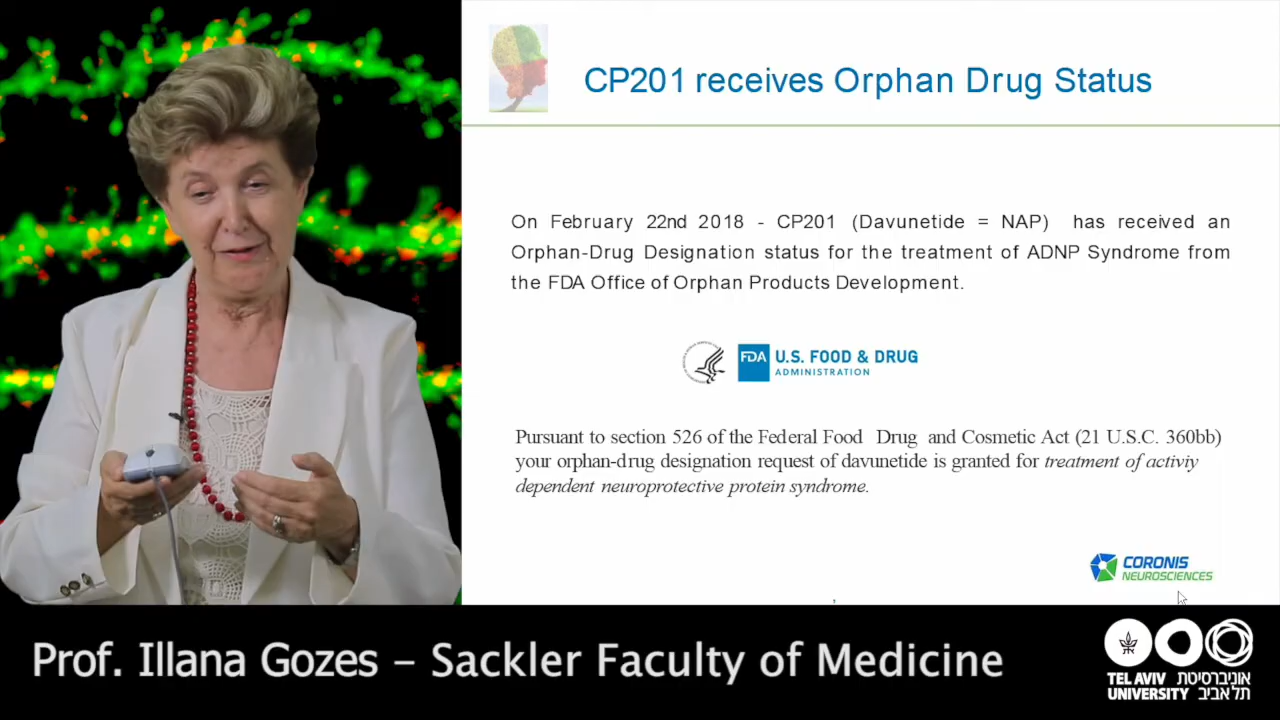 CP201 receives Orphan Drug Status
On February 22nd 2018 - CP201 (Davunetide = NAP) has received an
Orphan-Drug Designation status for the treatment of ADNP Syndrome from
the FDA Office of Orphan Products Development.
FDA U.S. FOOD & DRUG
ADMINISTRATION
Pursuant to section 526 of the Federal Food Drug and Cosmetic Act (21 U.S.C. 360bb)
your orphan-drug designation request of davunetide is granted for treatment of activiy
dependent neuroprotective protein syndrome.
CORONIS
NEUROSCIENCES
Prof. Illana Gozes – Sackler Faculty of Medicine
TEL AVIV אוניברסיטת
UNIVERSITY תל אביב